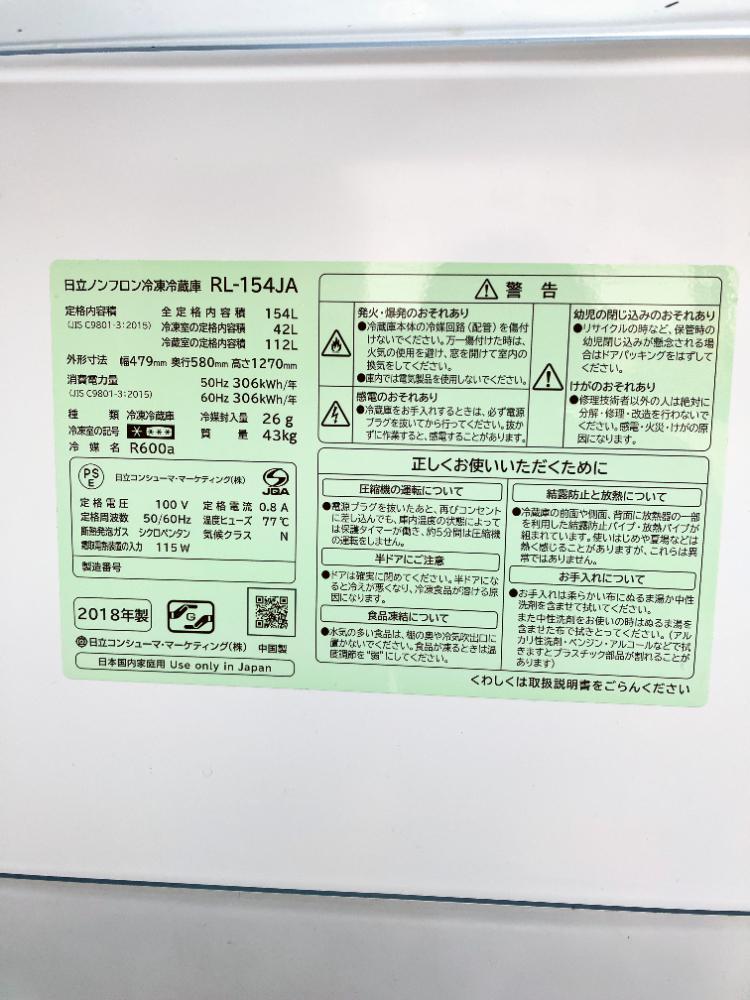 日立ノンフロン冷凍冷蔵庫 RL-154JA
定格内容積 全定格内容積 154L
(JIS C9801-3:2015) 冷凍室の定格内容積 42L
冷蔵室の定格内容積 112L
外形寸法 幅479mm 奥行580mm 高さ1270mm
消費電力量 50Hz 306kWh/年
(JIS C9801-3:2015) 60Hz 306kWh/年
種類 冷凍冷蔵庫 冷媒封入量 26g
冷凍室の記号 質量 43kg
冷媒名 R600a
PSE 日立コンシューマ・マーケティング(株) JQA
定格電圧 100V 定格電流 0.8A
定格周波数 50/60Hz 温度ヒューズ 77℃
断熱発泡ガス シクロペンタン 気候クラス N
霜取用電熱装置の入力 115W
製造番号
2018年製 G
日立コンシューマ・マーケティング(株) 中国製
日本国内家庭用 Use only in Japan
警告
発火・爆発のおそれあり
●冷蔵庫本体の冷媒回路(配管)を傷付
けないでください。万一傷付けた時は、
火気の使用を避け、窓を開けて室内の
換気をしてください。
●庫内では電気製品を使用しないでください。
感電のおそれあり
●冷蔵庫をお手入れするときは、必ず電源
プラグを抜いてから行ってください。抜か
ずに作業すると、感電することがあります。
幼児の閉じ込みのおそれあり
●リサイクルの時など、保管時の
幼児閉じ込みが懸念される場合
はドアパッキングをはずして
ください。
けがのおそれあり
●修理技術者以外の人は絶対に
分解・修理・改造を行わないで
ください。感電・火災・けがの原
因になります。
正しくお使いいただくために
圧縮機の運転について
●電源プラグを抜いたあと、再びコンセント
に差し込んでも、庫内温度の状態によって
は保護タイマーが働き、約5分間は圧縮機
の運転をしません。
半ドアにご注意
●ドアは確実に閉めてください。半ドアにな
ると冷えが悪くなり、冷凍食品が溶ける原
因になります。
食品凍結について
●水気の多い食品は、棚の奥や冷気吹出口に
置かないでください。食品が凍るときは温
度調節を“弱”にしてください。
結露防止と放熱について
●冷蔵庫の前面や側面、背面に放熱器の一部
を利用した結露防止パイプ・放熱パイプが
組まれています。使いはじめや夏場などは
熱く感じることがありますが、これらは異
常ではありません。
お手入れについて
●お手入れは柔らかい布にぬるま湯か中性
洗剤を含ませて拭いてください。
また中性洗剤をお使いの時はぬるま湯を
含ませた布で拭きとってください。(アル
カリ性洗剤・ベンジン・アルコールなどで拭
きますとプラスチック部品が割れることが
あります)
くわしくは取扱説明書をごらんください